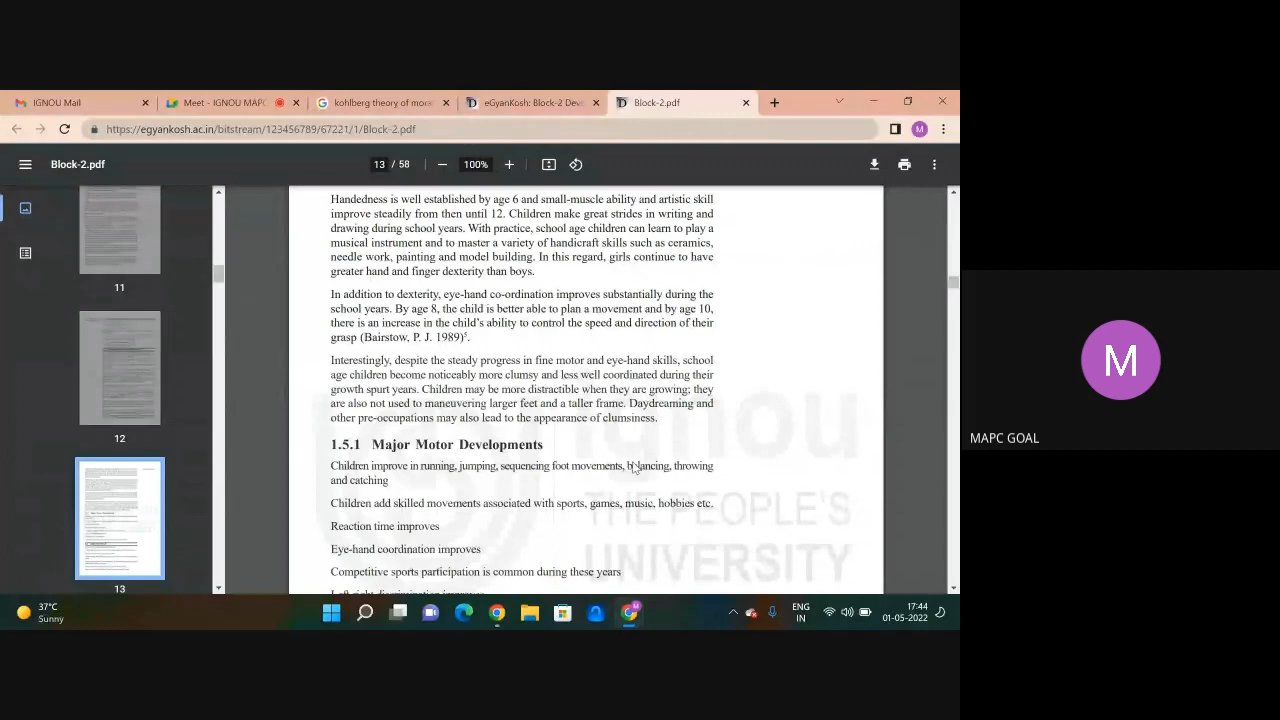 IGNOU Mail
Meet - IGNOU MAPC
kohlberg theory of mora
eGyanKosh: Block-2 Deve
Block-2.pdf
https://egyankosh.ac.in/bitstream/123456789/67221/1/Block-2.pdf
M
Block-2.pdf
13 / 58
100%
Handedness is well established by age 6 and small-muscle ability and artistic skill
improve steadily from then until 12. Children make great strides in writing and
drawing during school years. With practice, school age children can learn to play a
musical instrument and to master a variety of handicraft skills such as ceramics,
needle work, painting and model building. In this regard, girls continue to have
greater hand and finger dexterity than boys.
In addition to dexterity, eye-hand co-ordination improves substantially during the
school years. By age 8, the child is better able to plan a movement and by age 10,
there is an increase in the child's ability to control the speed and direction of their
grasp (Bairstow, P. J. 1989)⁵.
Interestingly, despite the steady progress in fine motor and eye-hand skills, school
age children become noticeably more clumsy and less well coordinated during their
growth spurt years. Children may be more distractible when they are growing; they
are also not used to maneuvering larger feet and a taller frame. Daydreaming and
other pre-occupations may also lead to the appearance of clumsiness.
1.5.1 Major Motor Developments
Children improve in running, jumping, sequencing foot movements, balancing, throwing
and catching
Children add skilled movements associated with sports, games, music, hobbies etc.
Reaction time improves
Eye-hand coordination improves
Competitive sports participation is common during these years
Left right discrimination improves
ignou
THE PEOPLE'S
UNIVERSITY
11
12
13
M
MAPC GOAL
37°C
Sunny
ENG
IN
17:44
01-05-2022